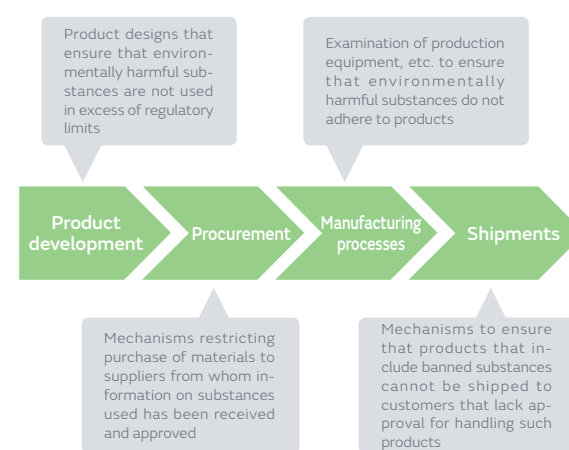 Product designs that
ensure that environ-
mentally harmful sub-
stances are not used
in excess of regulatory
limits
Examination of production
equipment, etc. to ensure
that environmentally
harmful substances do not
adhere to products
Product
development
Procurement
Manufacturing
processes
Shipments
Mechanisms restricting
purchase of materials to
suppliers from whom in-
formation on substances
used has been received
and approved
Mechanisms to ensure
that products that in-
clude banned substances
cannot be shipped to
customers that lack ap-
proval for handling such
products